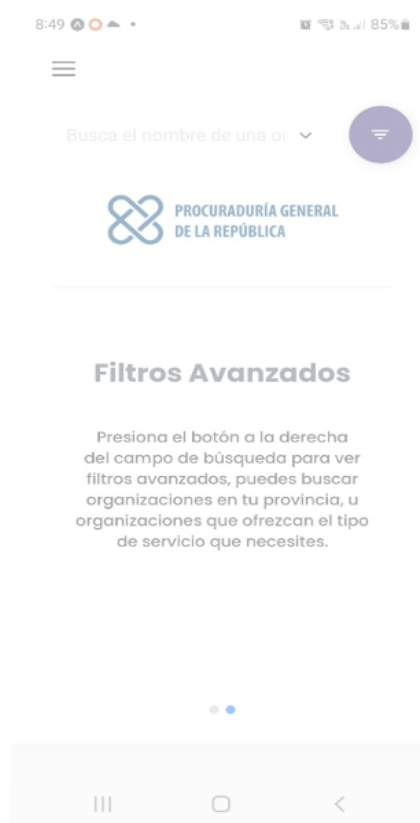 8:49
85%
Busca el nombre de una o
PROCURADURÍA GENERAL
DE LA REPÚBLICA
Filtros Avanzados
Presiona el botón a la derecha
del campo de búsqueda para ver
filtros avanzados, puedes buscar
organizaciones en tu provincia, u
organizaciones que ofrezcan el tipo
de servicio que necesites.